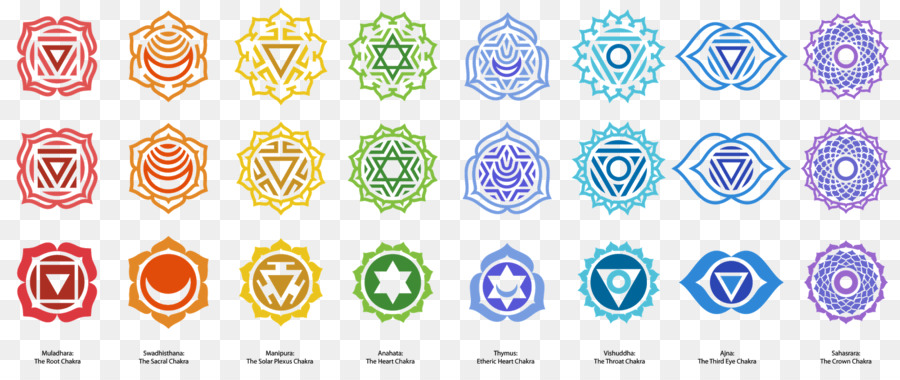 Muladhara:
The Root Chakra
Swadhisthana:
The Sacral Chakra
Manipura:
The Solar Plexus Chakra
Anahata:
The Heart Chakra
Thymus:
Etheric Heart Chakra
Vishuddha:
The Throat Chakra
Ajna:
The Third Eye Chakra
Sahasrara:
The Crown Chakra